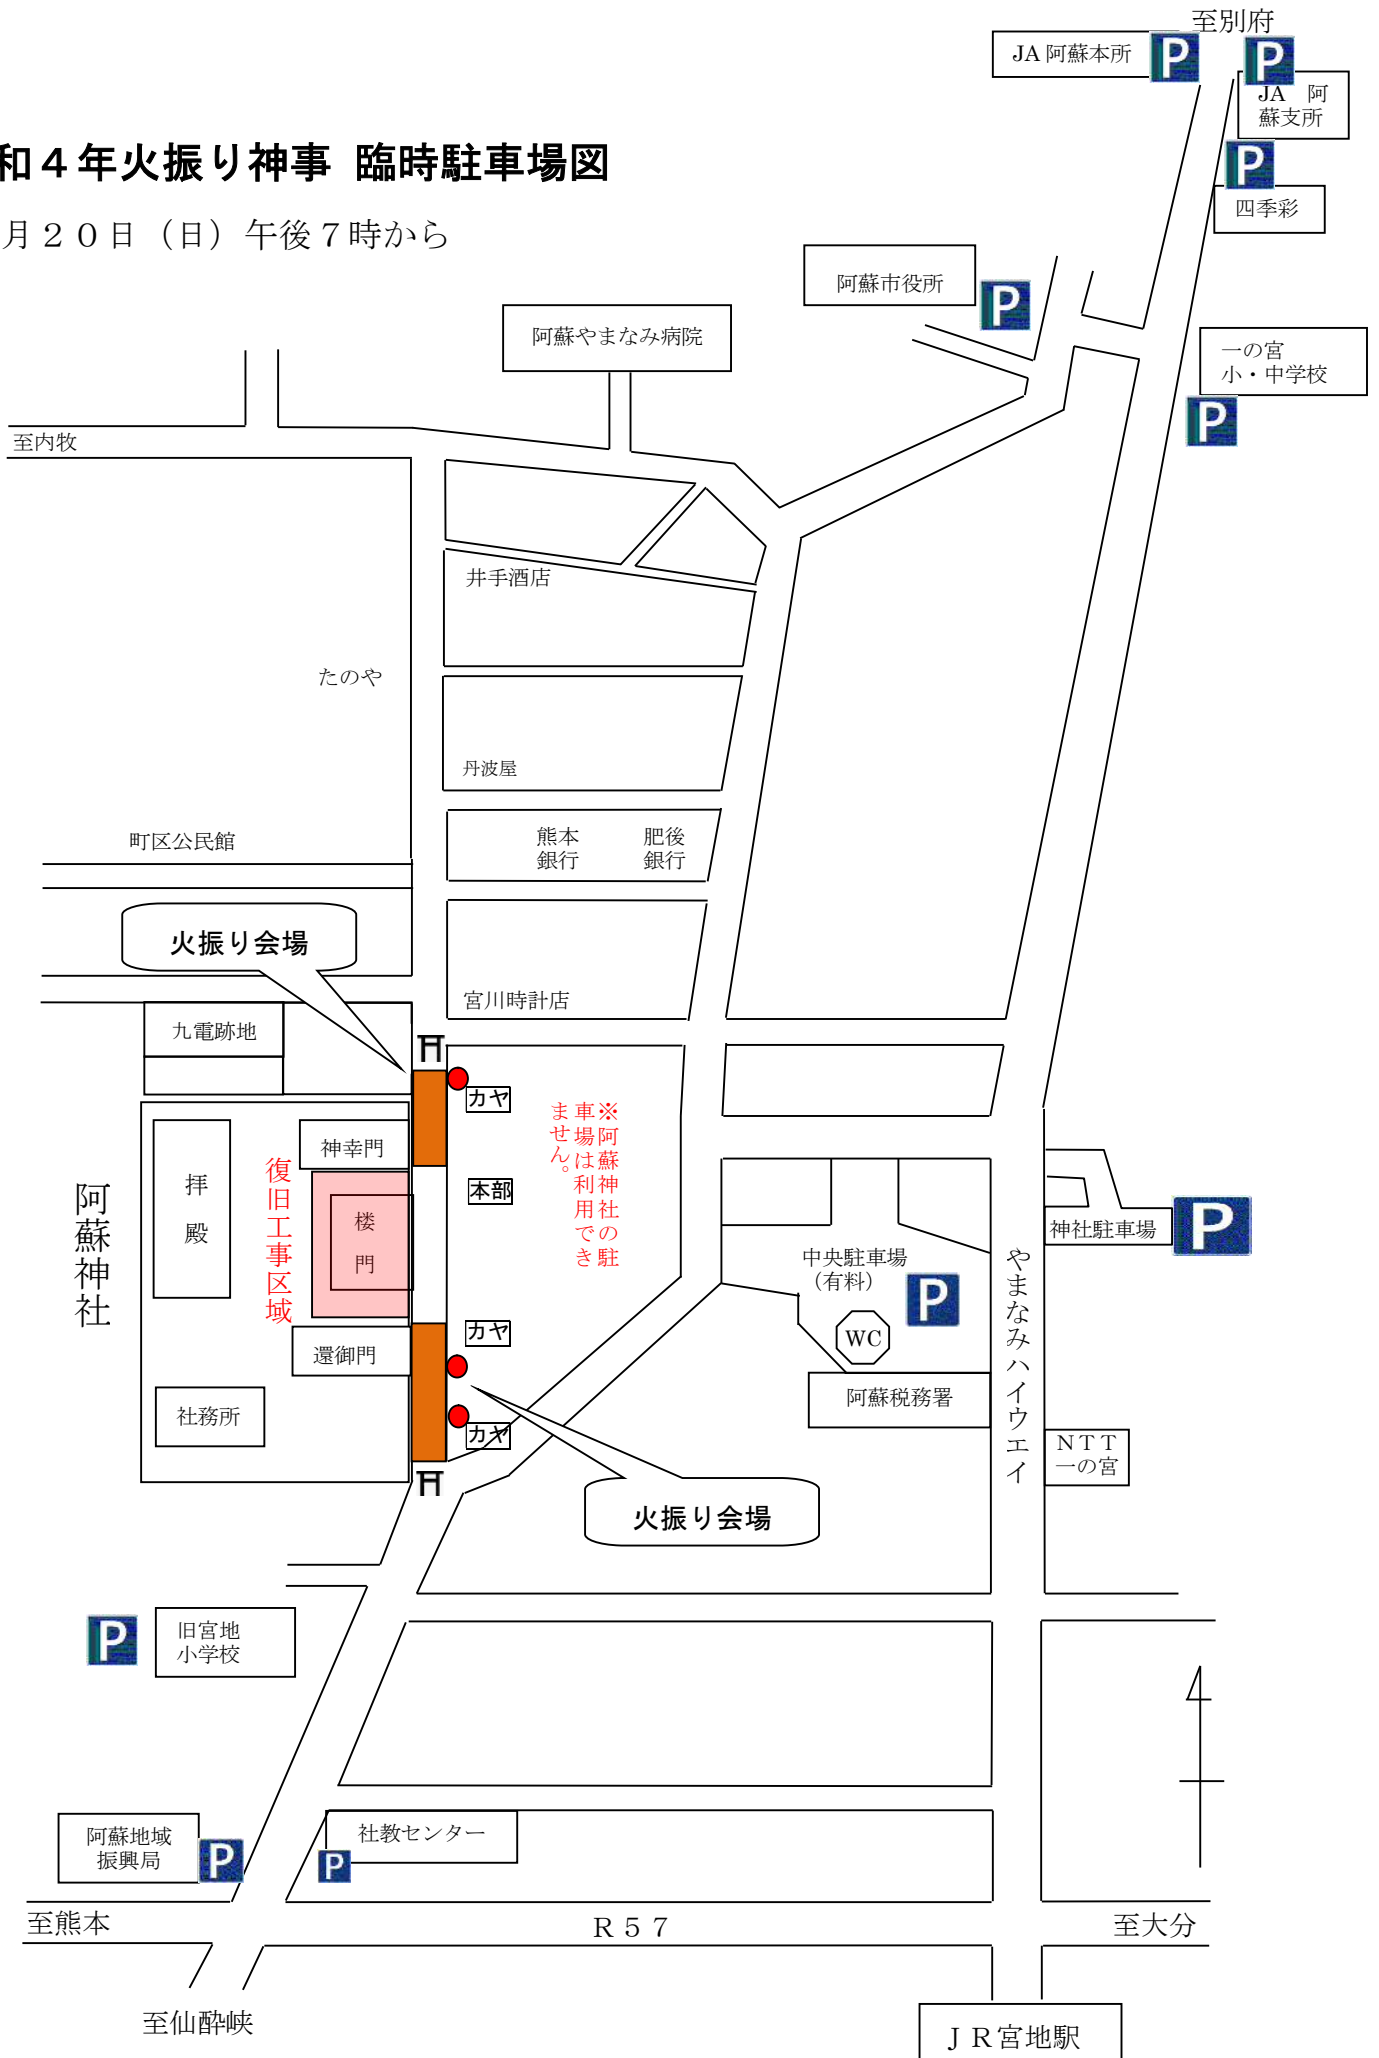 至別府
JA 阿蘇本所
P
P
JA 阿
蘇支所
和４年火振り神事 臨時駐車場図
P
四季彩
月２０日（日）午後７時から
阿蘇市役所
P
阿蘇やまなみ病院
一の宮
小・中学校
P
至内牧
井手酒店
たのや
丹波屋
町区公民館
熊本
銀行
肥後
銀行
火振り会場
宮川時計店
九電跡地
カヤ
※阿蘇神社の駐
車場は利用でき
ません。
神幸門
拝殿
復旧工事区域
本部
阿蘇神社
楼門
神社駐車場
P
中央駐車場
（有料）
P
やまなみハイウエイ
カヤ
WC
還御門
阿蘇税務署
社務所
カヤ
ＮＴＴ
一の宮
火振り会場
P
旧宮地
小学校
阿蘇地域
振興局
P
社教センター
P
至熊本
Ｒ５７
至大分
至仙酔峡
ＪＲ宮地駅